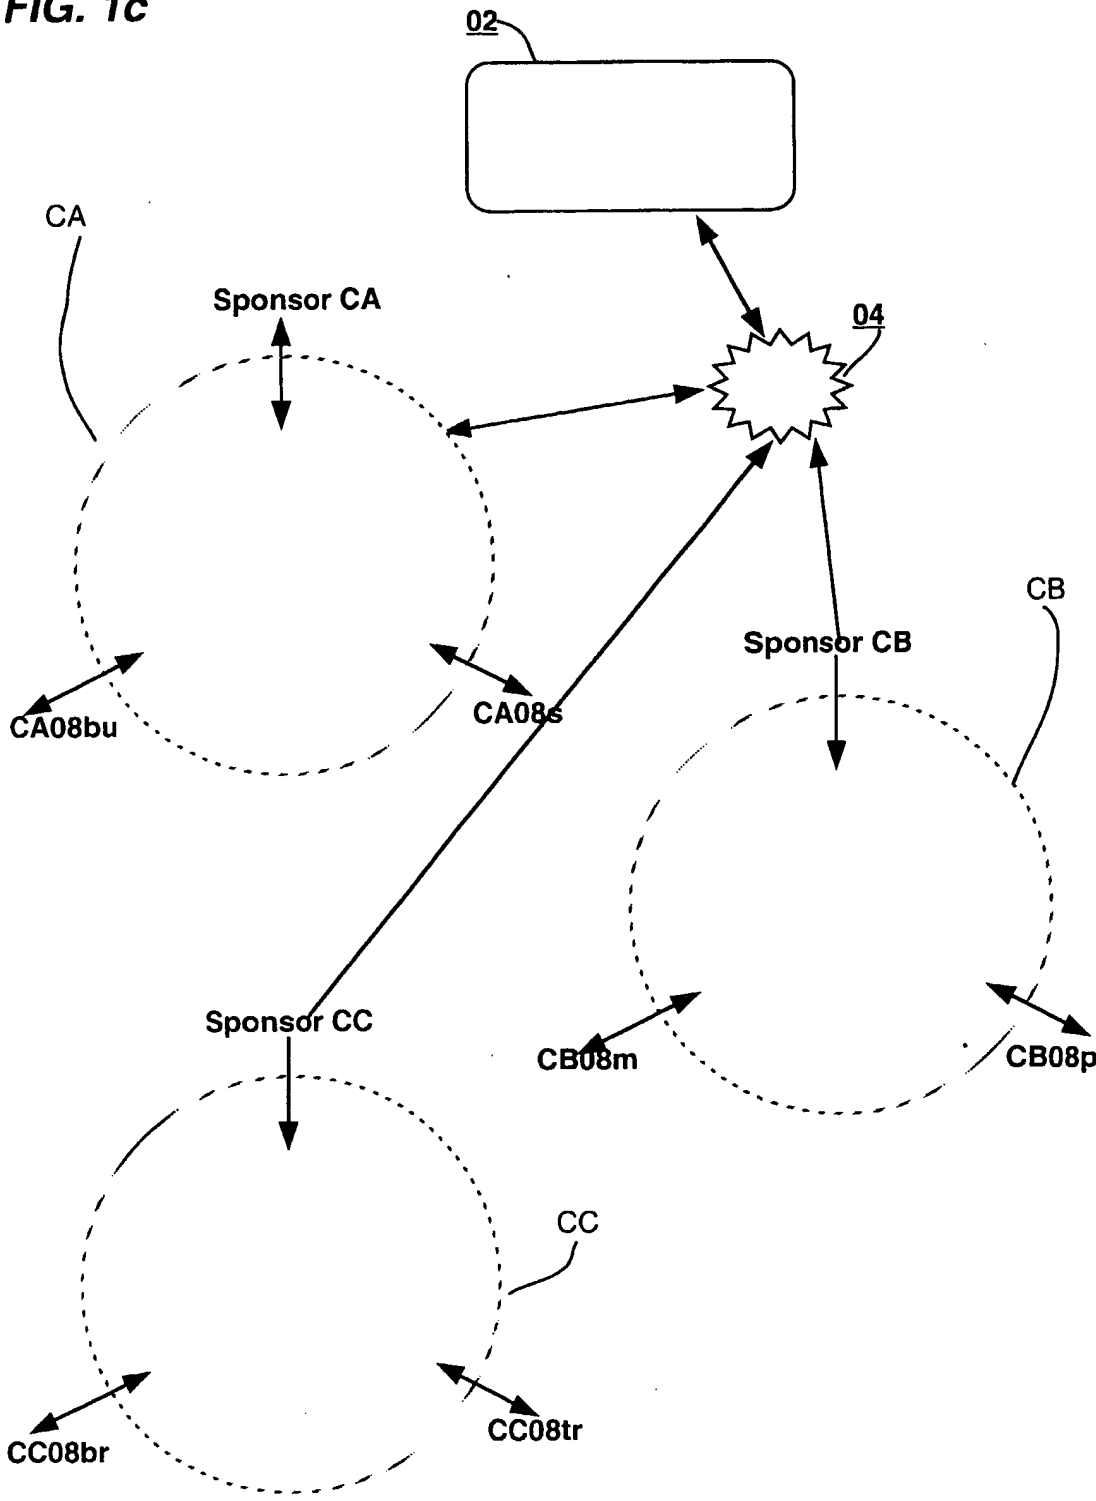 FIG. 1c
02
CA
Sponsor CA
04
CB
Sponsor CB
CA08bu
CA08s
Sponsor CC
CB08m
CB08p
CC
CC08br
CC08tr